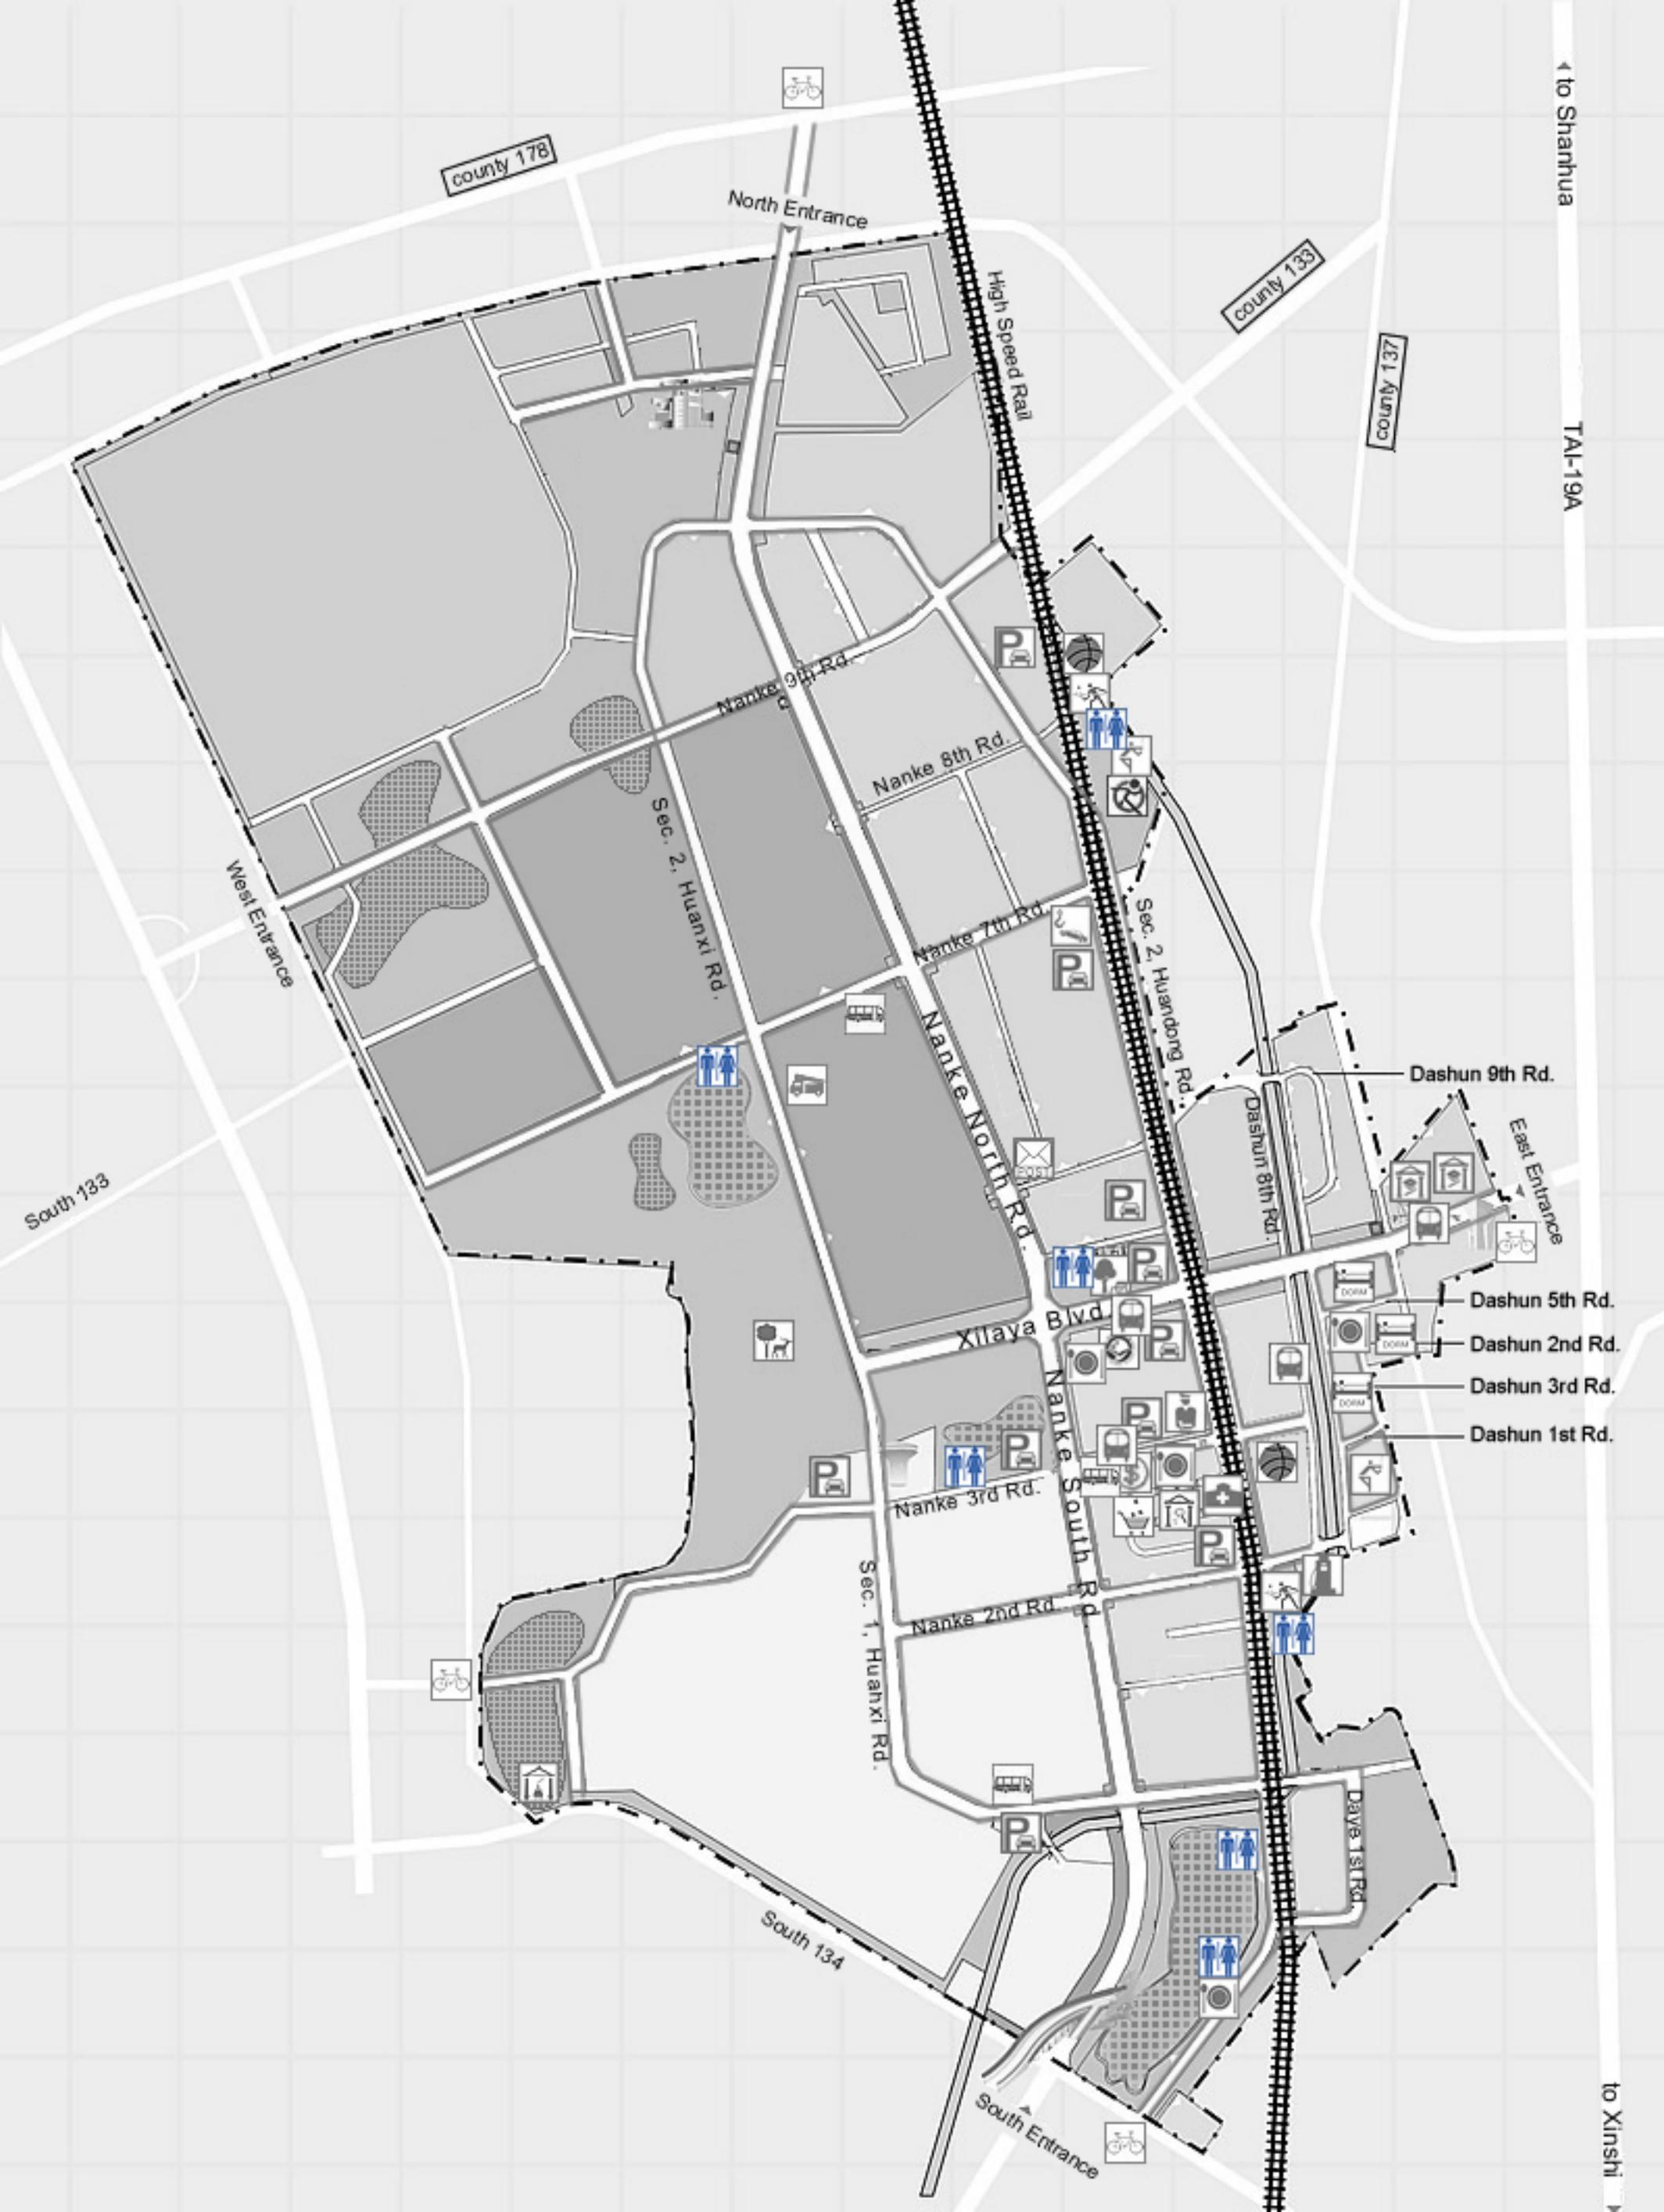 to Shanhua
county 178
North Entrance
county 133
High Speed Rail
county 137
TAI-19A
P
Nanke 9th Rd.
Nanke 8th Rd.
Sec. 2, Huanxi Rd.
West Entrance
Nanke 7th Rd.
P
Sec. 2, Huandong Rd.
Nanke North Rd.
Dashun 9th Rd.
Dashun 8th Rd.
East Entrance
POST
South 133
P
P
DORM
Dashun 5th Rd.
Xilaya Blvd
P
DORM
Dashun 2nd Rd.
Dashun 3rd Rd.
DORM
Nanke South Rd.
P
P
P
$
Dashun 1st Rd.
Nanke 3rd Rd.
P
Sec. 1, Huanxi Rd.
Nanke 2nd Rd.
P
Daye 1st Rd.
South 134
South Entrance
to Xinshi